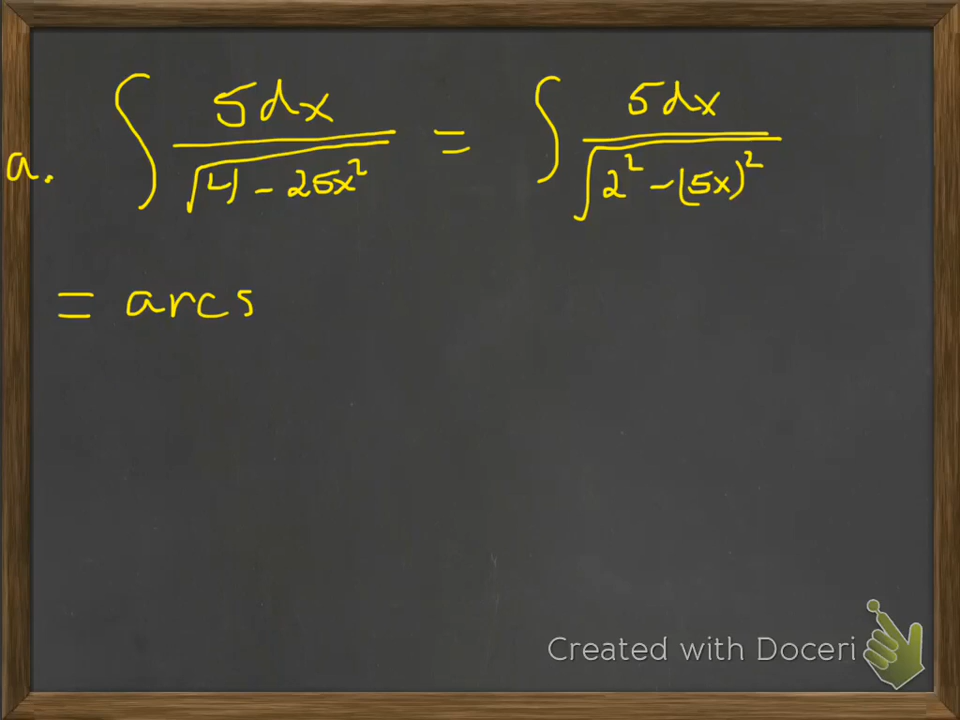 a. ∫ 5dx / √(4 - 25x²) = ∫ 5dx / √(2² - (5x)²)
= arcs
Created with Doceri